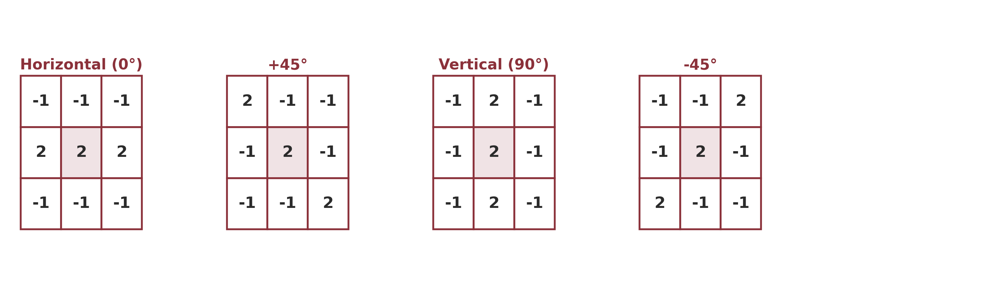 Horizontal (0°) +45° Vertical (90°) -45°
-1 -1 -1 2 -1 -1 -1 2 -1 -1 -1 2
2 2 2 -1 2 -1 -1 2 -1 -1 2 -1
-1 -1 -1 -1 -1 2 -1 2 -1 2 -1 -1